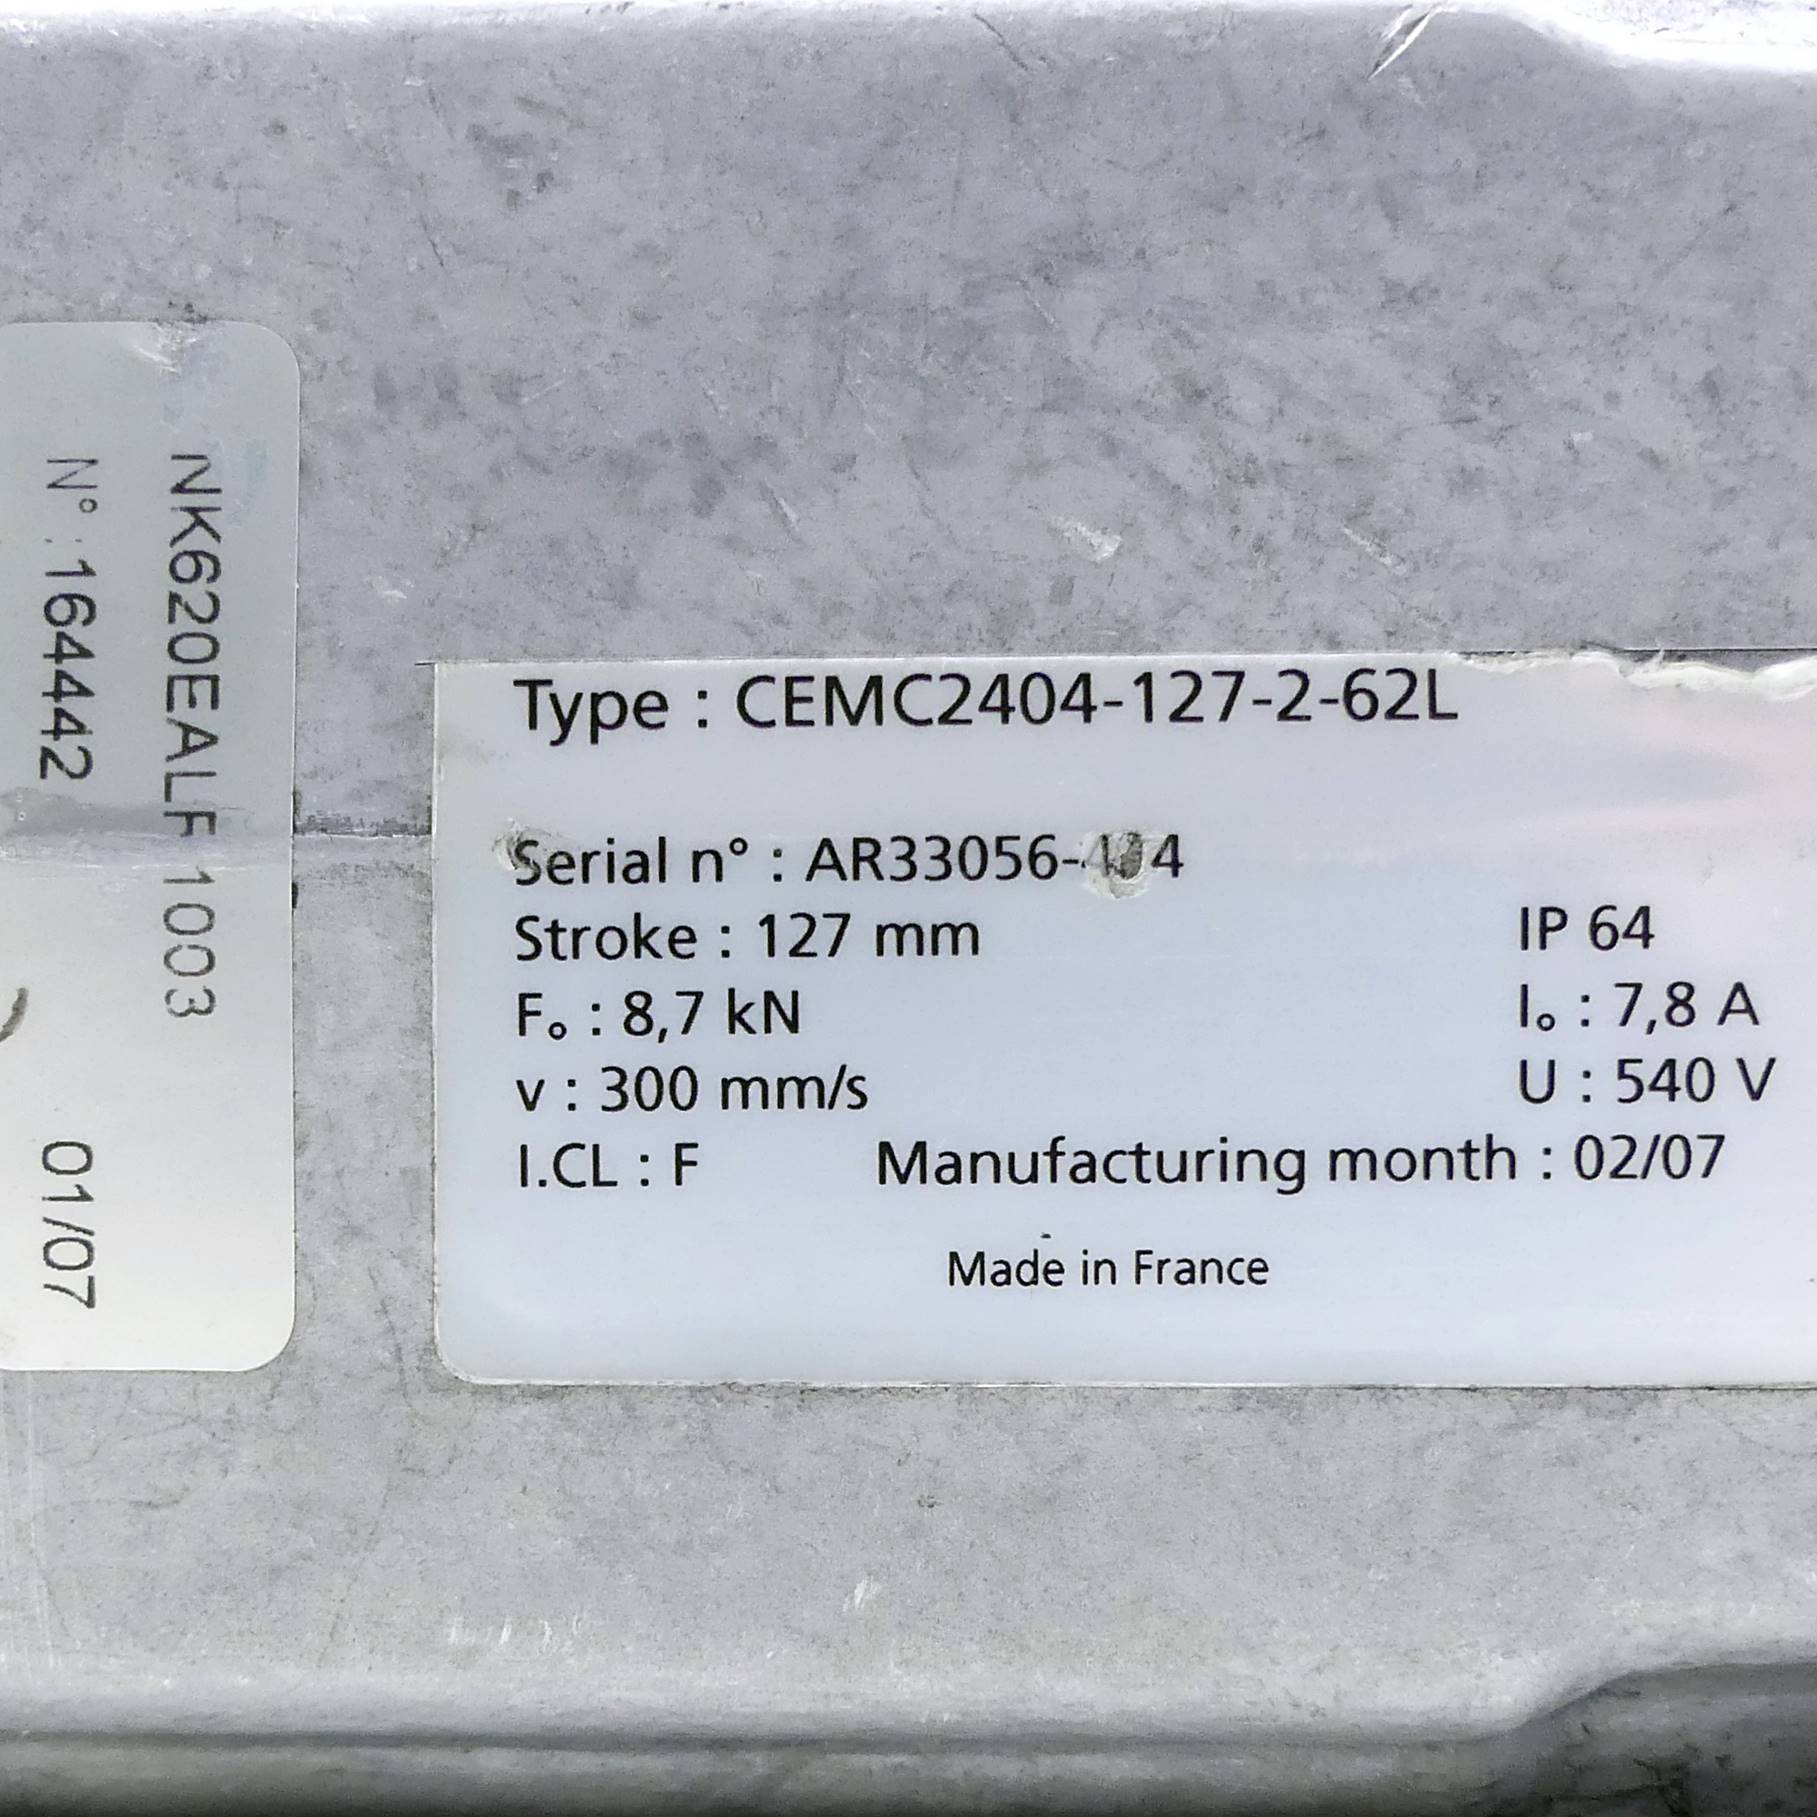 NK620EALF 1003
N° : 164442 01/07
Type : CEMC2404-127-2-62L
Serial n° :
Stroke : 127 mm
IP 64
F₀ : 8,7 kN
I₀ : 7,8 A
v : 300 mm/s
U : 540 V
I.CL : F Manufacturing month : 02/07
Made in France